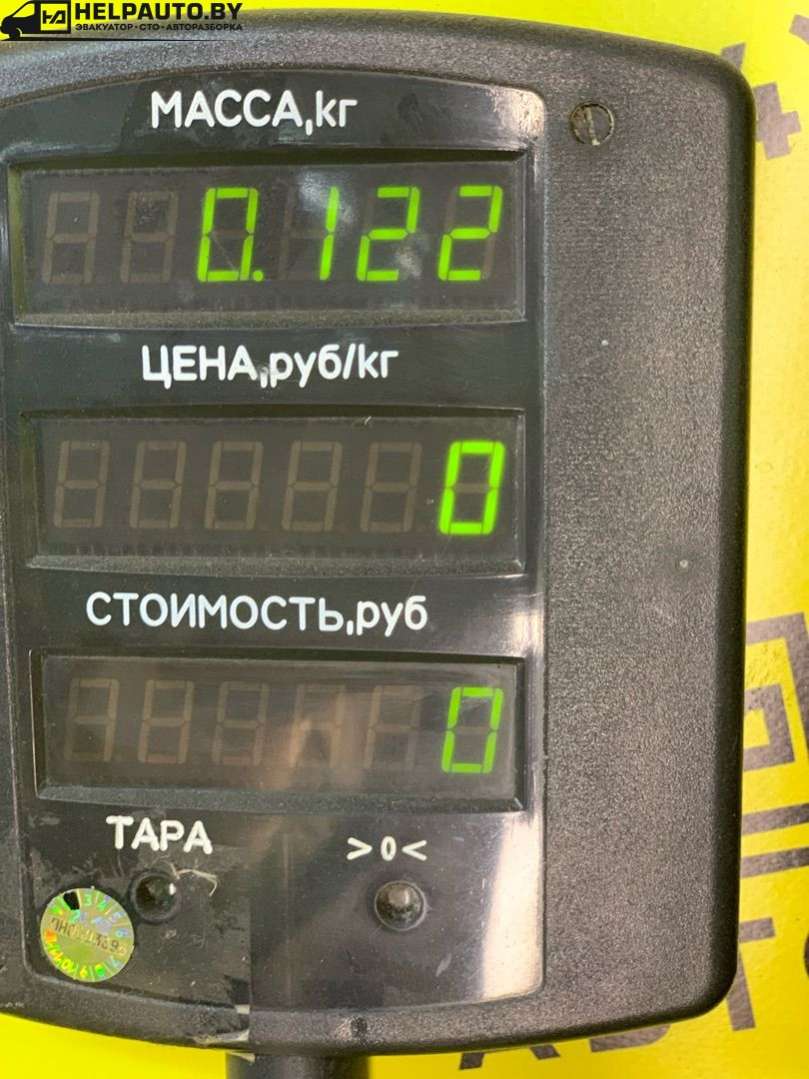 HELPAUTO.BY
ЭВАКУАТОР·СТО·АВТОРАЗБОРКА
МАССА,кг
0.122
ЦЕНА,руб/кг
0
СТОИМОСТЬ,руб
0
ТАРА >0<